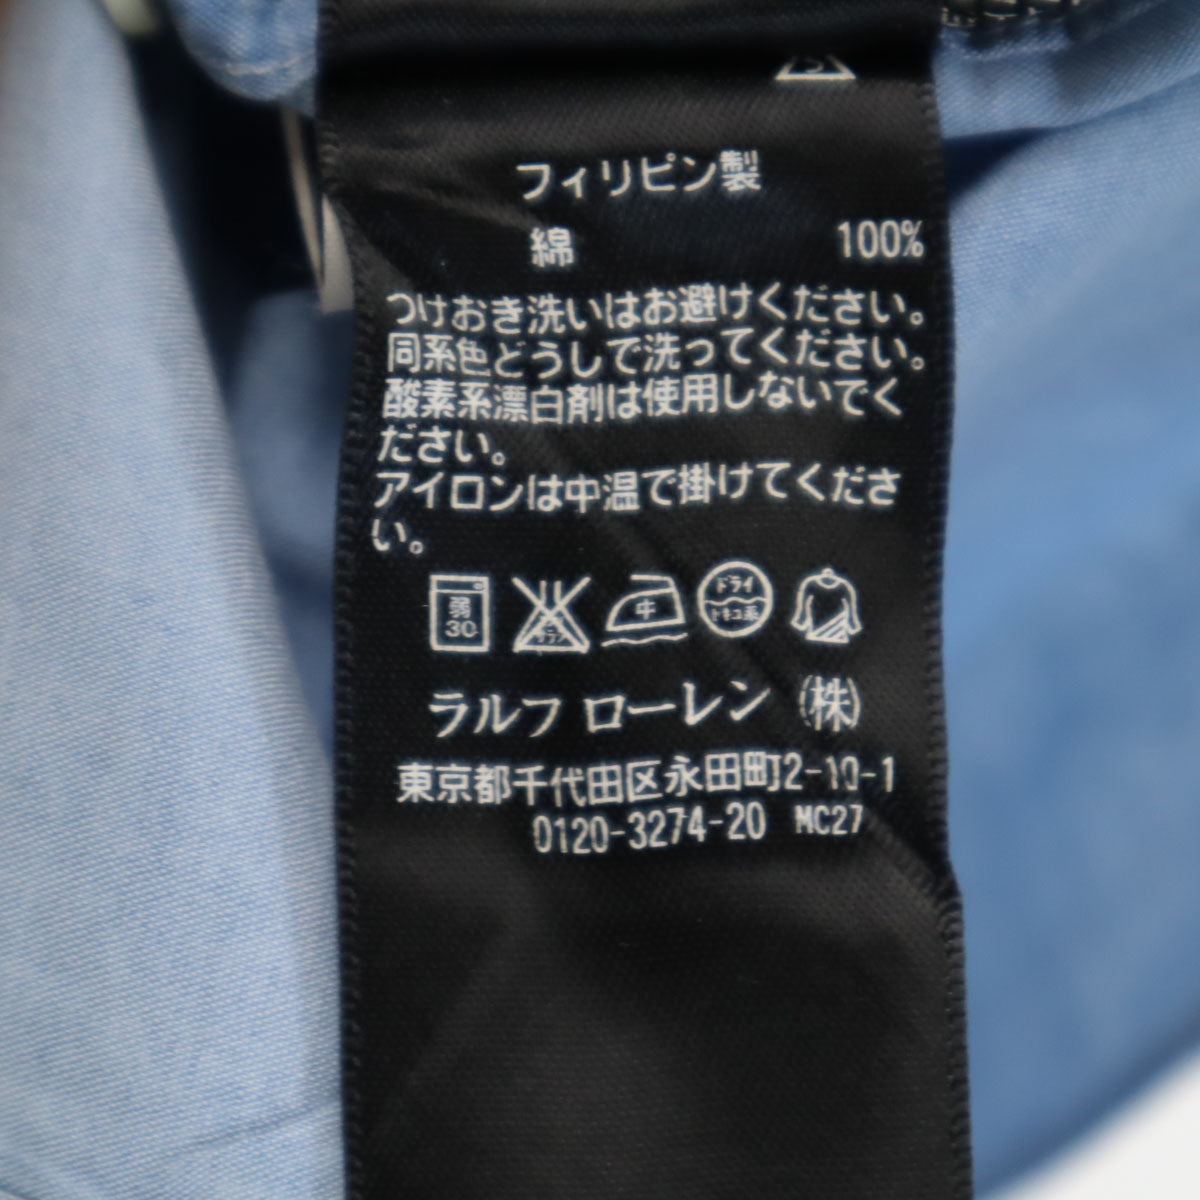 フィリピン製
綿 100%
つけおき洗いはお避けください。
同系色どうしで洗ってください。
酸素系漂白剤は使用しないでく
ださい。
アイロンは中温で掛けてくださ
い。
弱 30 中 ドライ
ラルフ ローレン (株)
東京都千代田区永田町2-10-1
0120-3274-20 MC27